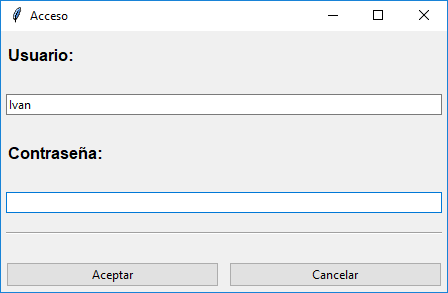 Acceso
Usuario:
Ivan
Contraseña:
Aceptar Cancelar